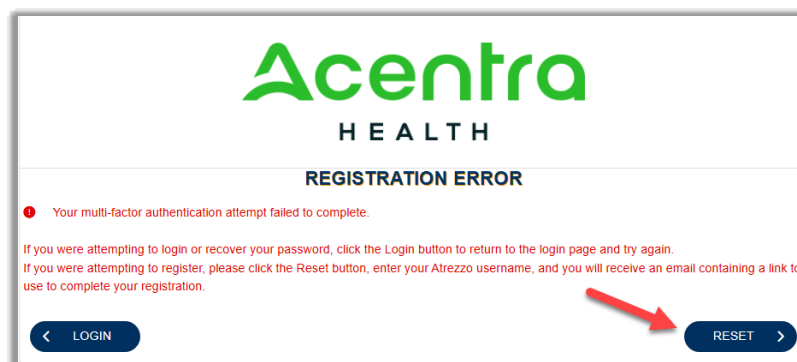 Acentra
HEALTH
REGISTRATION ERROR
Your multi-factor authentication attempt failed to complete.
If you were attempting to login or recover your password, click the Login button to return to the login page and try again.
If you were attempting to register, please click the Reset button, enter your Atrezzo username, and you will receive an email containing a link to
use to complete your registration.
LOGIN
RESET